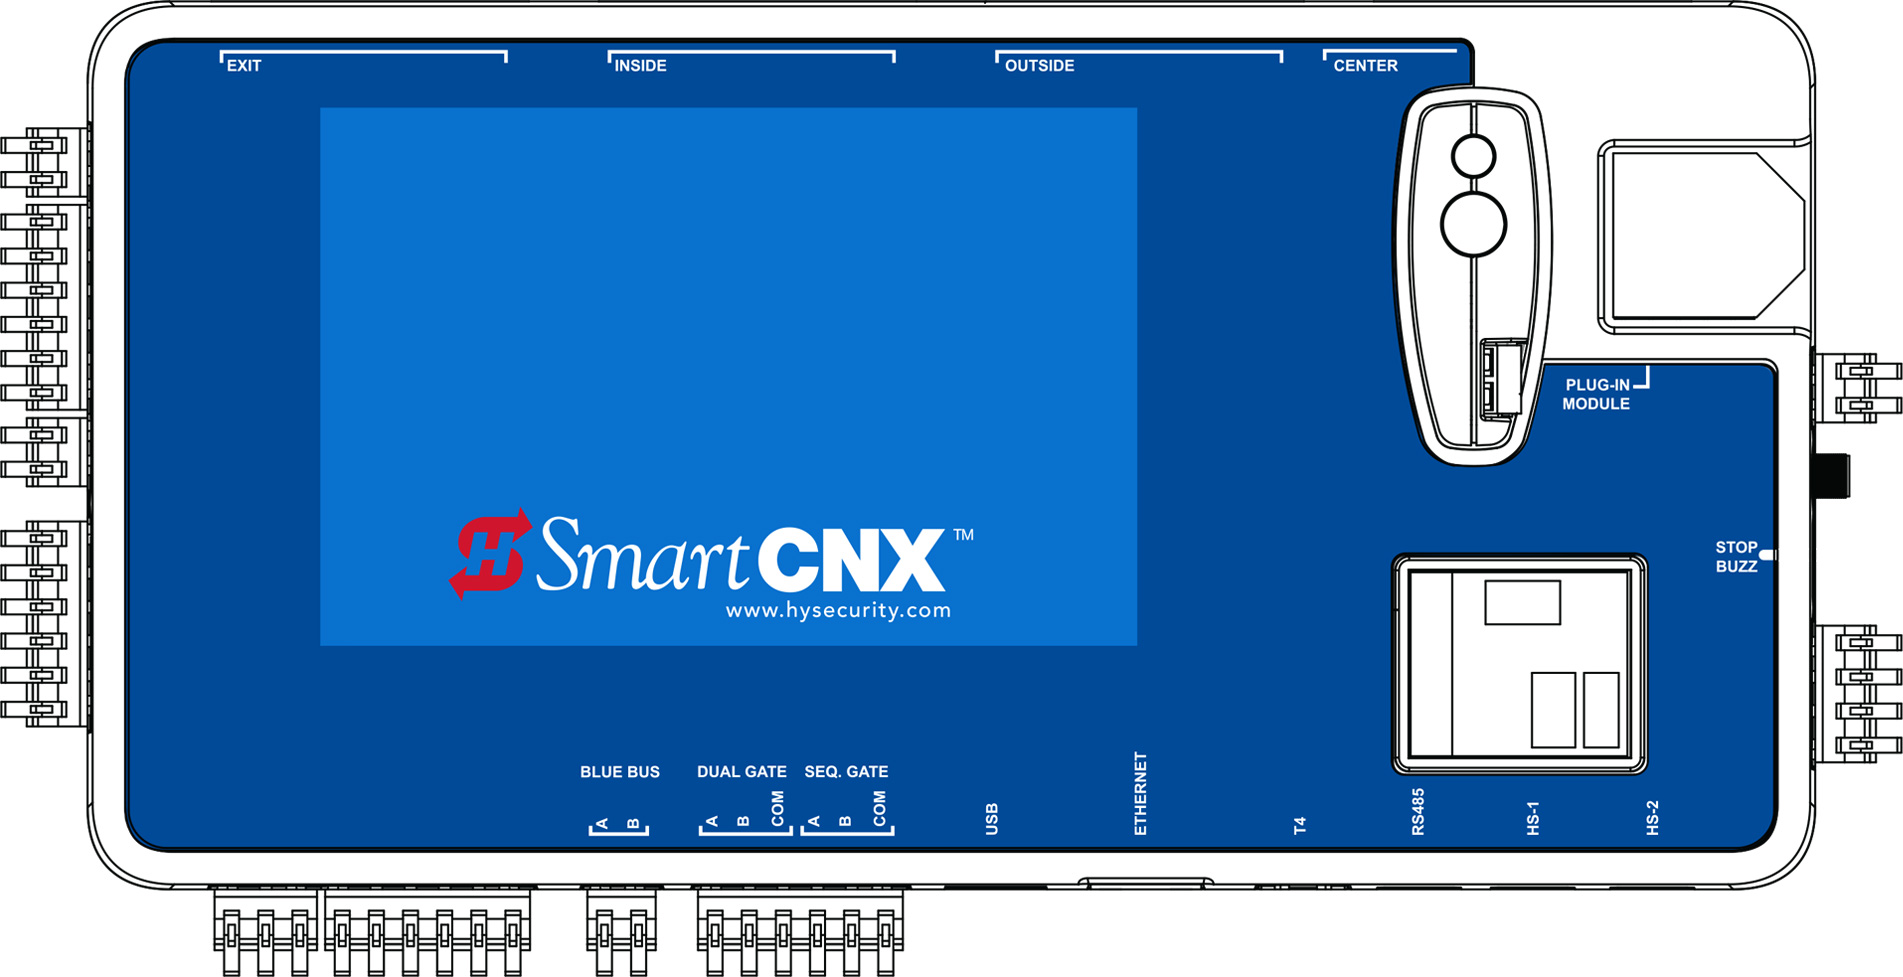 EXIT
INSIDE
OUTSIDE
CENTER
PLUG-IN
MODULE
H SmartCNX™
www.hysecurity.com
STOP
BUZZ
BLUE BUS
DUAL GATE
SEQ. GATE
A
B
A
B
COM
A
B
COM
USB
ETHERNET
T4
RS485
HS-1
HS-2